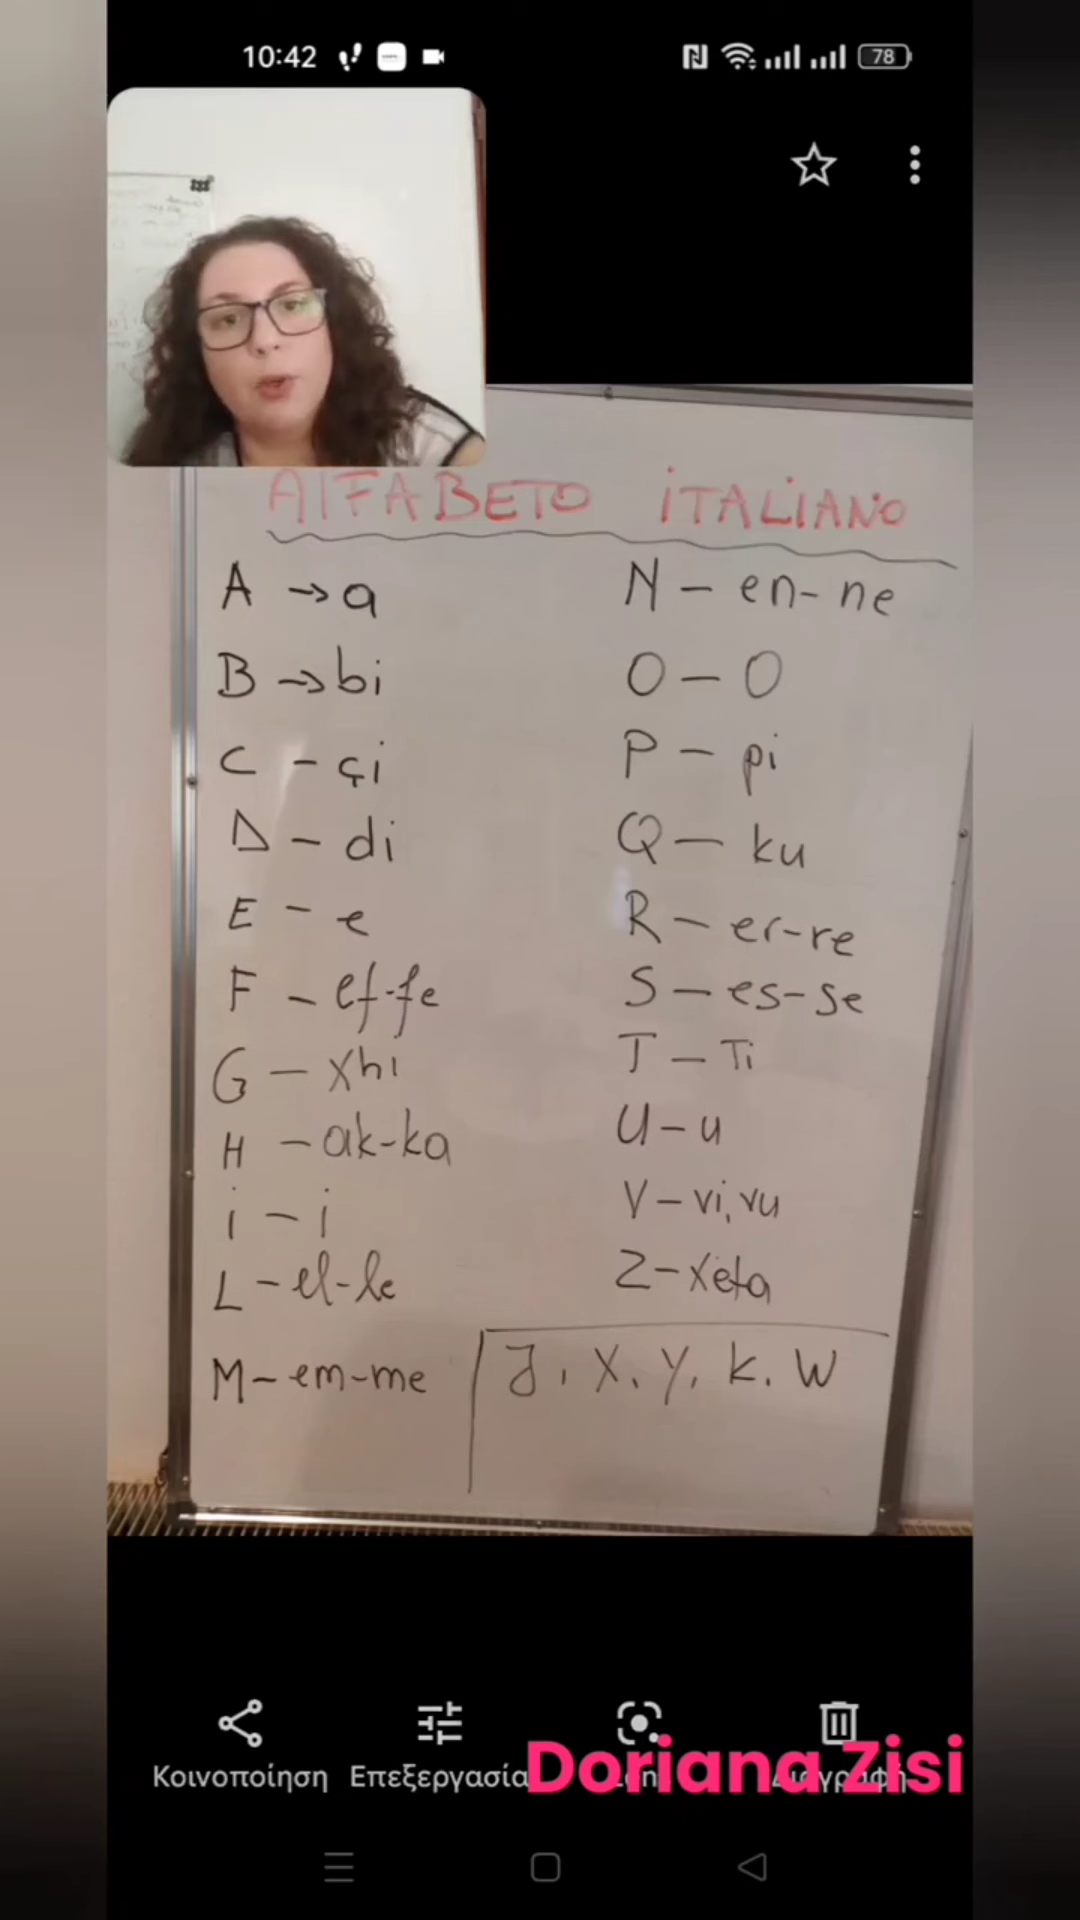 10:42
78
AlFABETO iTALiANO
A → a
B → bi
C - çi
D - di
E - e
F - ef-fe
G - xhi
H - ak-ka
i - i
L - el-le
M - em-me
N - en-ne
O - O
P - pi
Q - ku
R - er-re
S - es-se
T - Ti
U - u
V - vi, vu
Z - xeta
J, X, Y, k, W
Κοινοποίηση
Επεξεργασία
Διαγραφή
Doriana Zisi